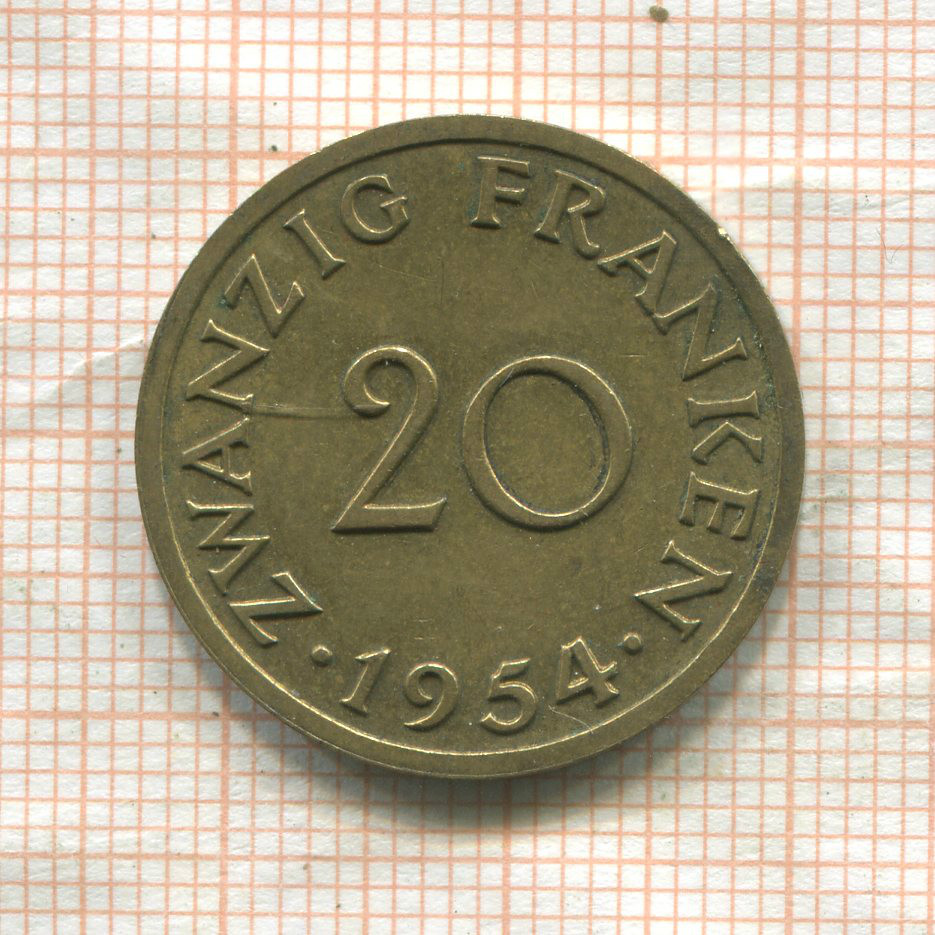 ZWANZIG FRANKEN
20
· 1954 ·